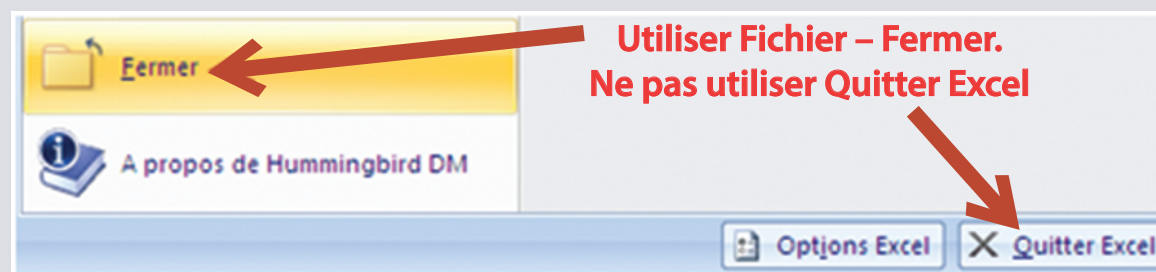 Fermer
Utiliser Fichier – Fermer.
Ne pas utiliser Quitter Excel
A propos de Hummingbird DM
Options Excel
Quitter Excel